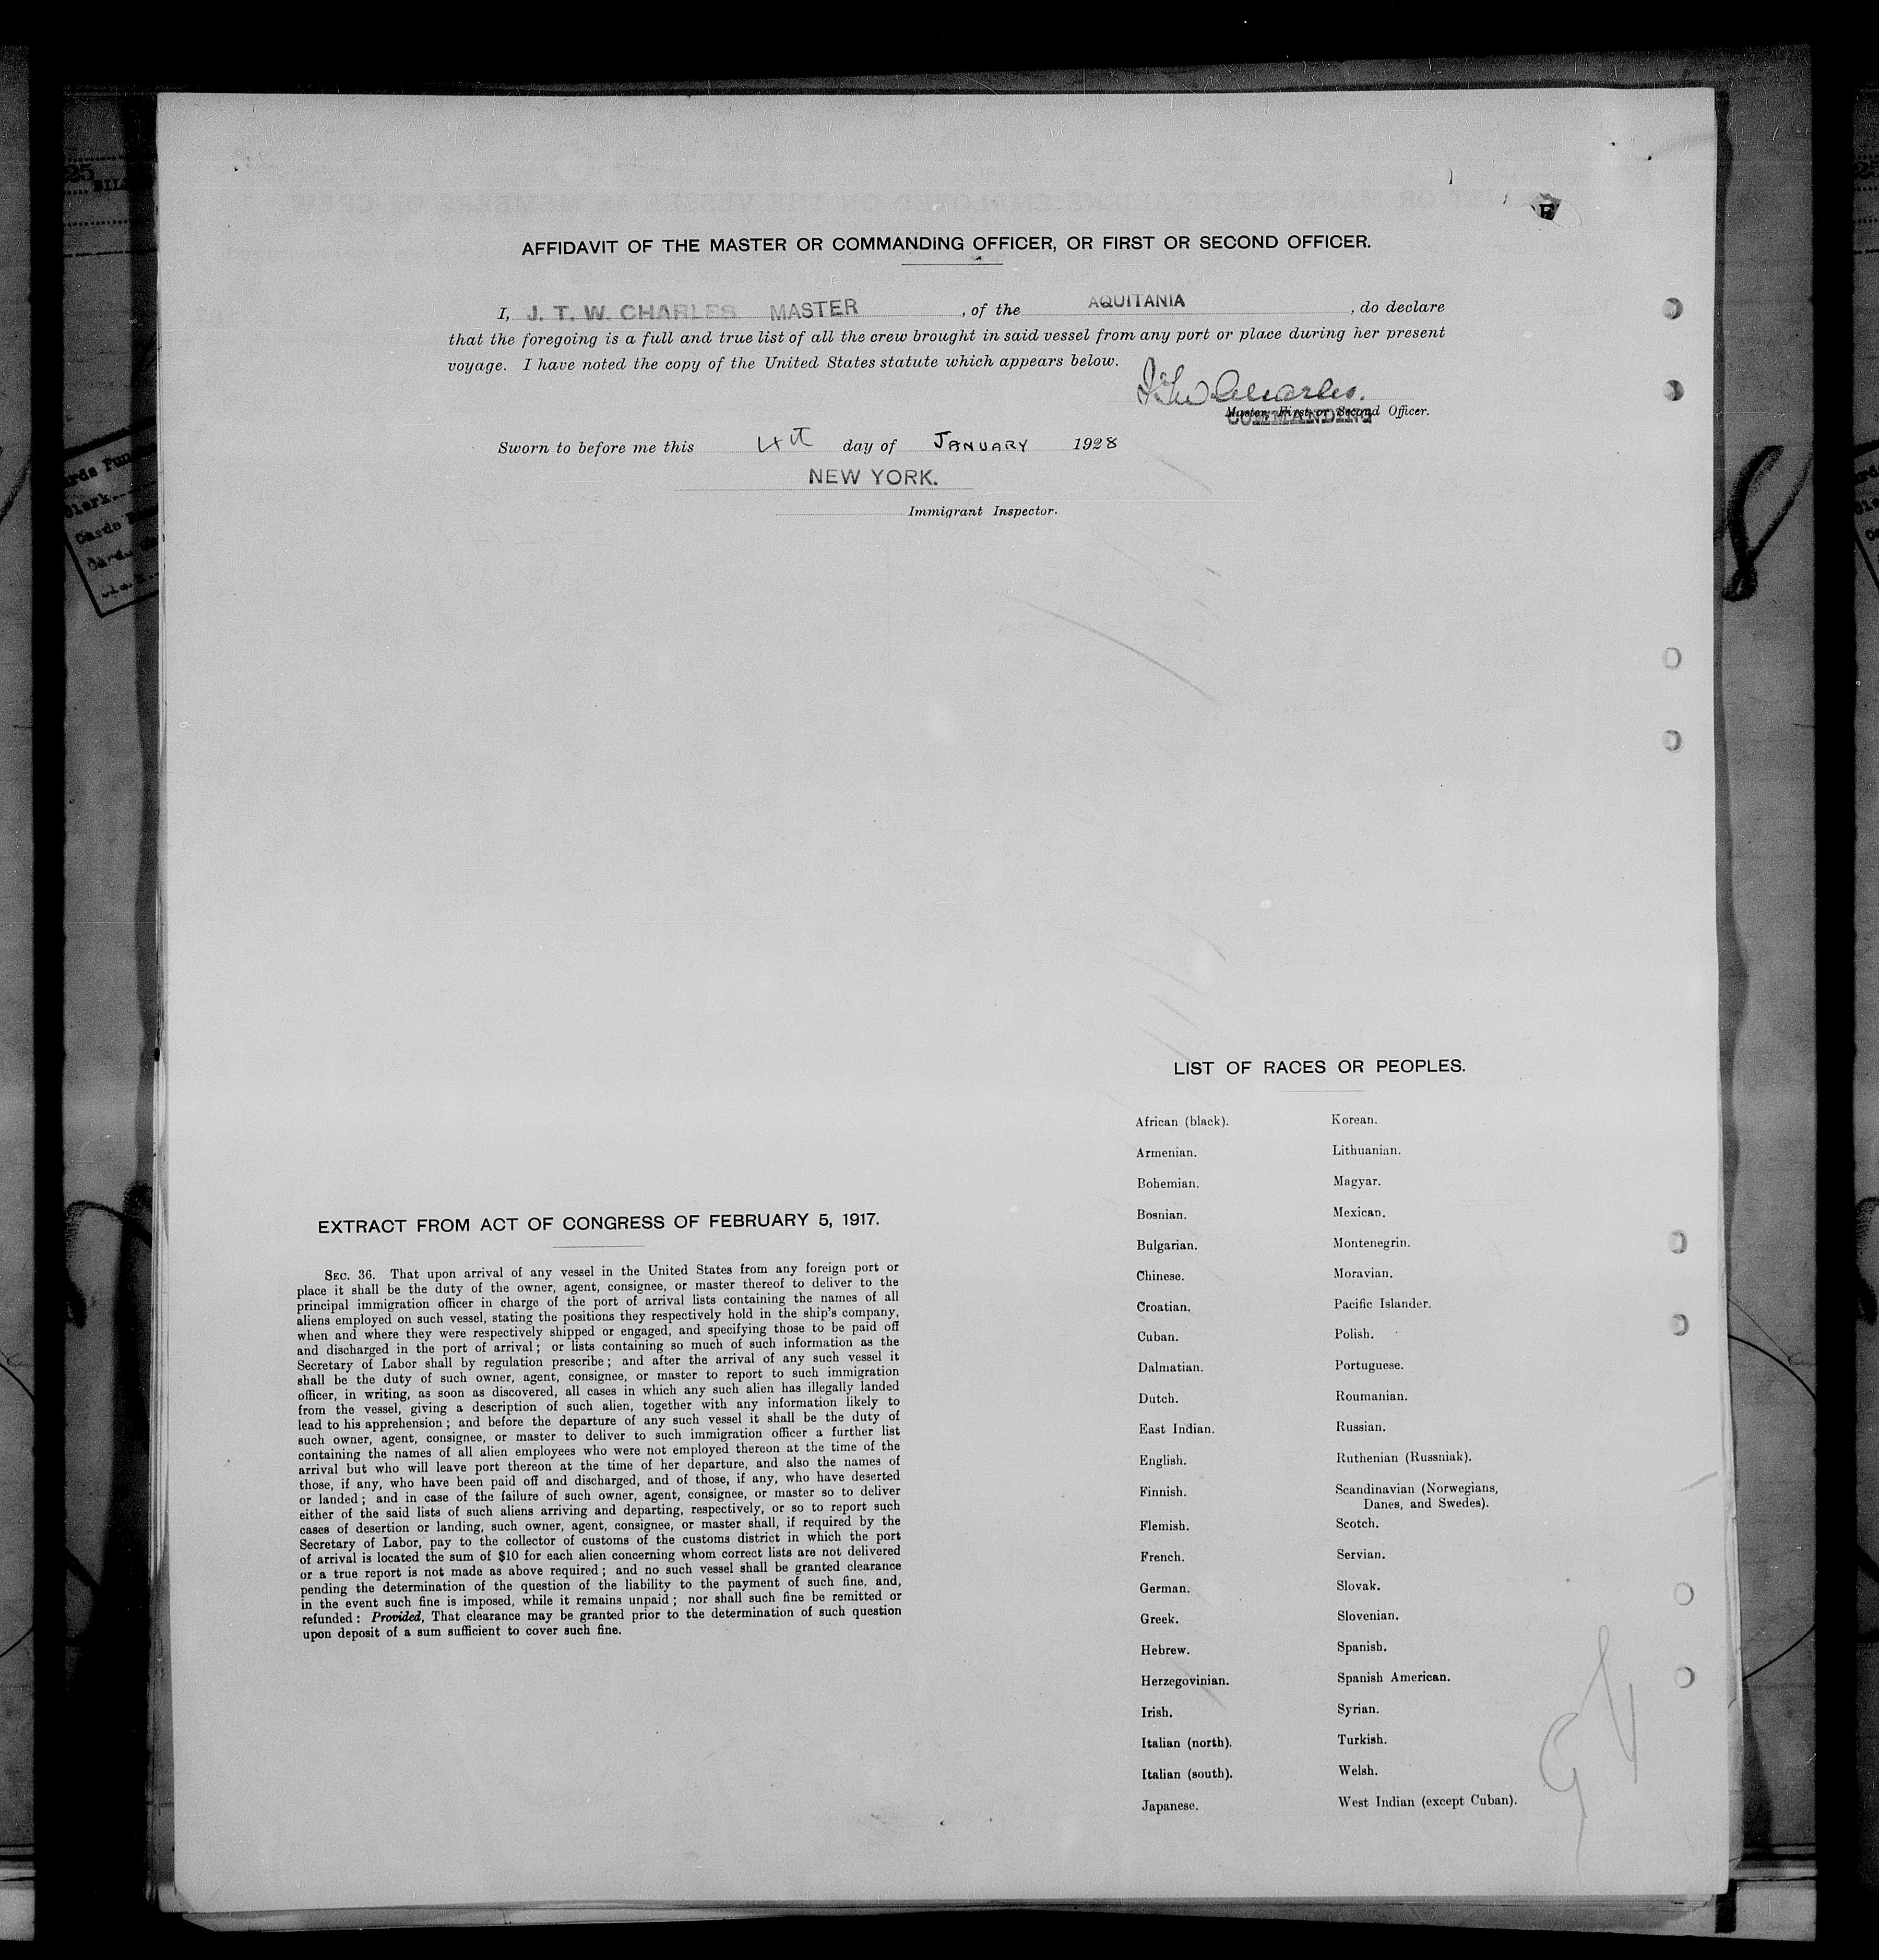 AFFIDAVIT OF THE MASTER OR COMMANDING OFFICER, OR FIRST OR SECOND OFFICER.
I, J. T. W. CHARLES MASTER, of the AQUITANIA, do declare
that the foregoing is a full and true list of all the crew brought in said vessel from any port or place during her present
voyage. I have noted the copy of the United States statute which appears below.
J.T.W. Charles.
Master, First or Second Officer.
COMMANDING
Sworn to before me this 4th day of JANUARY 1928
NEW YORK.
Immigrant Inspector.
EXTRACT FROM ACT OF CONGRESS OF FEBRUARY 5, 1917.
SEC. 36. That upon arrival of any vessel in the United States from any foreign port or
place it shall be the duty of the owner, agent, consignee, or master thereof to deliver to the
principal immigration officer in charge of the port of arrival lists containing the names of all
aliens employed on such vessel, stating the positions they respectively hold in the ship's company,
when and where they were respectively shipped or engaged, and specifying those to be paid off
and discharged in the port of arrival; or lists containing so much of such information as the
Secretary of Labor shall by regulation prescribe; and after the arrival of any such vessel it
shall be the duty of such owner, agent, consignee, or master to report to such immigration
officer, in writing, as soon as discovered, all cases in which any such alien has illegally landed
from the vessel, giving a description of such alien, together with any information likely to
lead to his apprehension; and before the departure of any such vessel it shall be the duty of
such owner, agent, consignee, or master to deliver to such immigration officer a further list
containing the names of all alien employees who were not employed thereon at the time of the
arrival but who will leave port thereon at the time of her departure, and also the names of
those, if any, who have been paid off and discharged, and of those, if any, who have deserted
or landed; and in case of the failure of such owner, agent, consignee, or master so to deliver
either of the said lists of such aliens arriving and departing, respectively, or so to report such
cases of desertion or landing, such owner, agent, consignee, or master shall, if required by the
Secretary of Labor, pay to the collector of customs of the customs district in which the port
of arrival is located the sum of $10 for each alien concerning whom correct lists are not delivered
or a true report is not made as above required; and no such vessel shall be granted clearance
pending the determination of the question of the liability to the payment of such fine, and,
in the event such fine is imposed, while it remains unpaid; nor shall such fine be remitted or
refunded: Provided, That clearance may be granted prior to the determination of such question
upon deposit of a sum sufficient to cover such fine.
LIST OF RACES OR PEOPLES.
African (black).
Armenian.
Bohemian.
Bosnian.
Bulgarian.
Chinese.
Croatian.
Cuban.
Dalmatian.
Dutch.
East Indian.
English.
Finnish.
Flemish.
French.
German.
Greek.
Hebrew.
Herzegovinian.
Irish.
Italian (north).
Italian (south).
Japanese.
Korean.
Lithuanian.
Magyar.
Mexican.
Montenegrin.
Moravian.
Pacific Islander.
Polish.
Portuguese.
Roumanian.
Russian.
Ruthenian (Russniak).
Scandinavian (Norwegians,
Danes, and Swedes).
Scotch.
Servian.
Slovak.
Slovenian.
Spanish.
Spanish American.
Syrian.
Turkish.
Welsh.
West Indian (except Cuban).